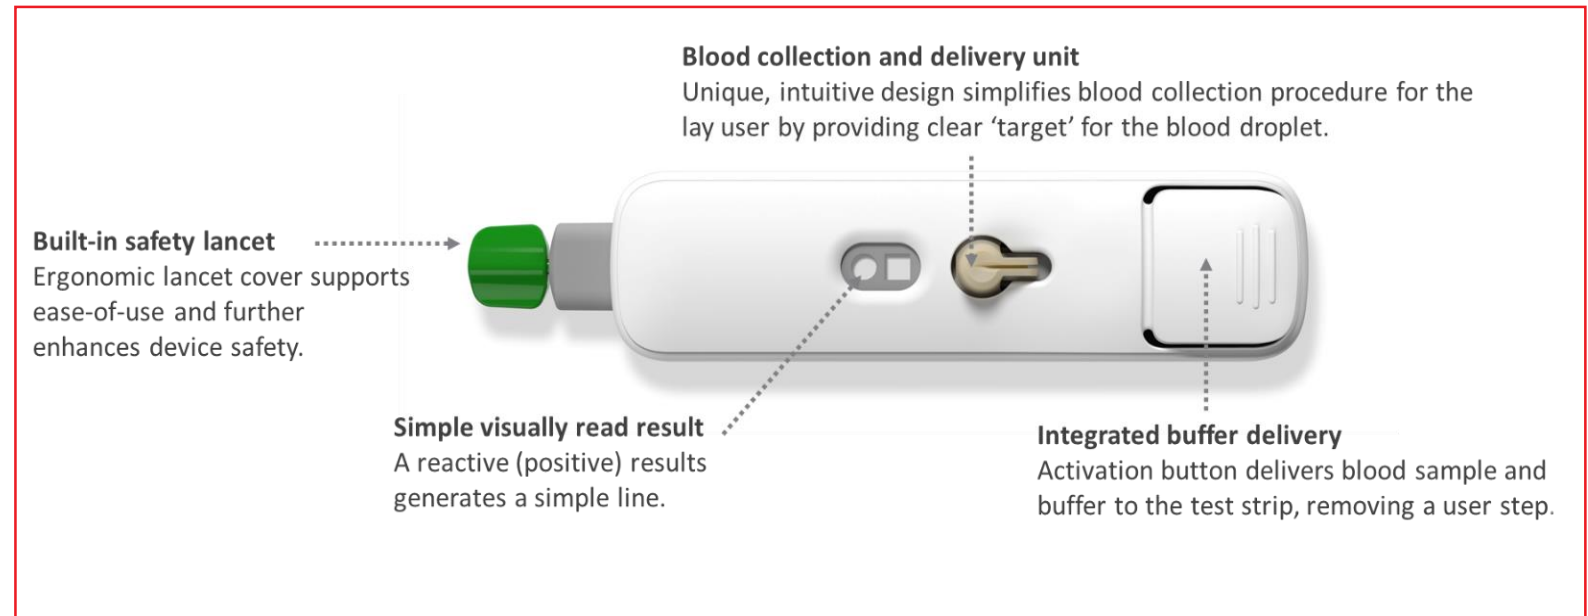 Blood collection and delivery unit
Unique, intuitive design simplifies blood collection procedure for the
lay user by providing clear ‘target’ for the blood droplet.
Built-in safety lancet
Ergonomic lancet cover supports
ease-of-use and further
enhances device safety.
Simple visually read result
A reactive (positive) results
generates a simple line.
Integrated buffer delivery
Activation button delivers blood sample and
buffer to the test strip, removing a user step.